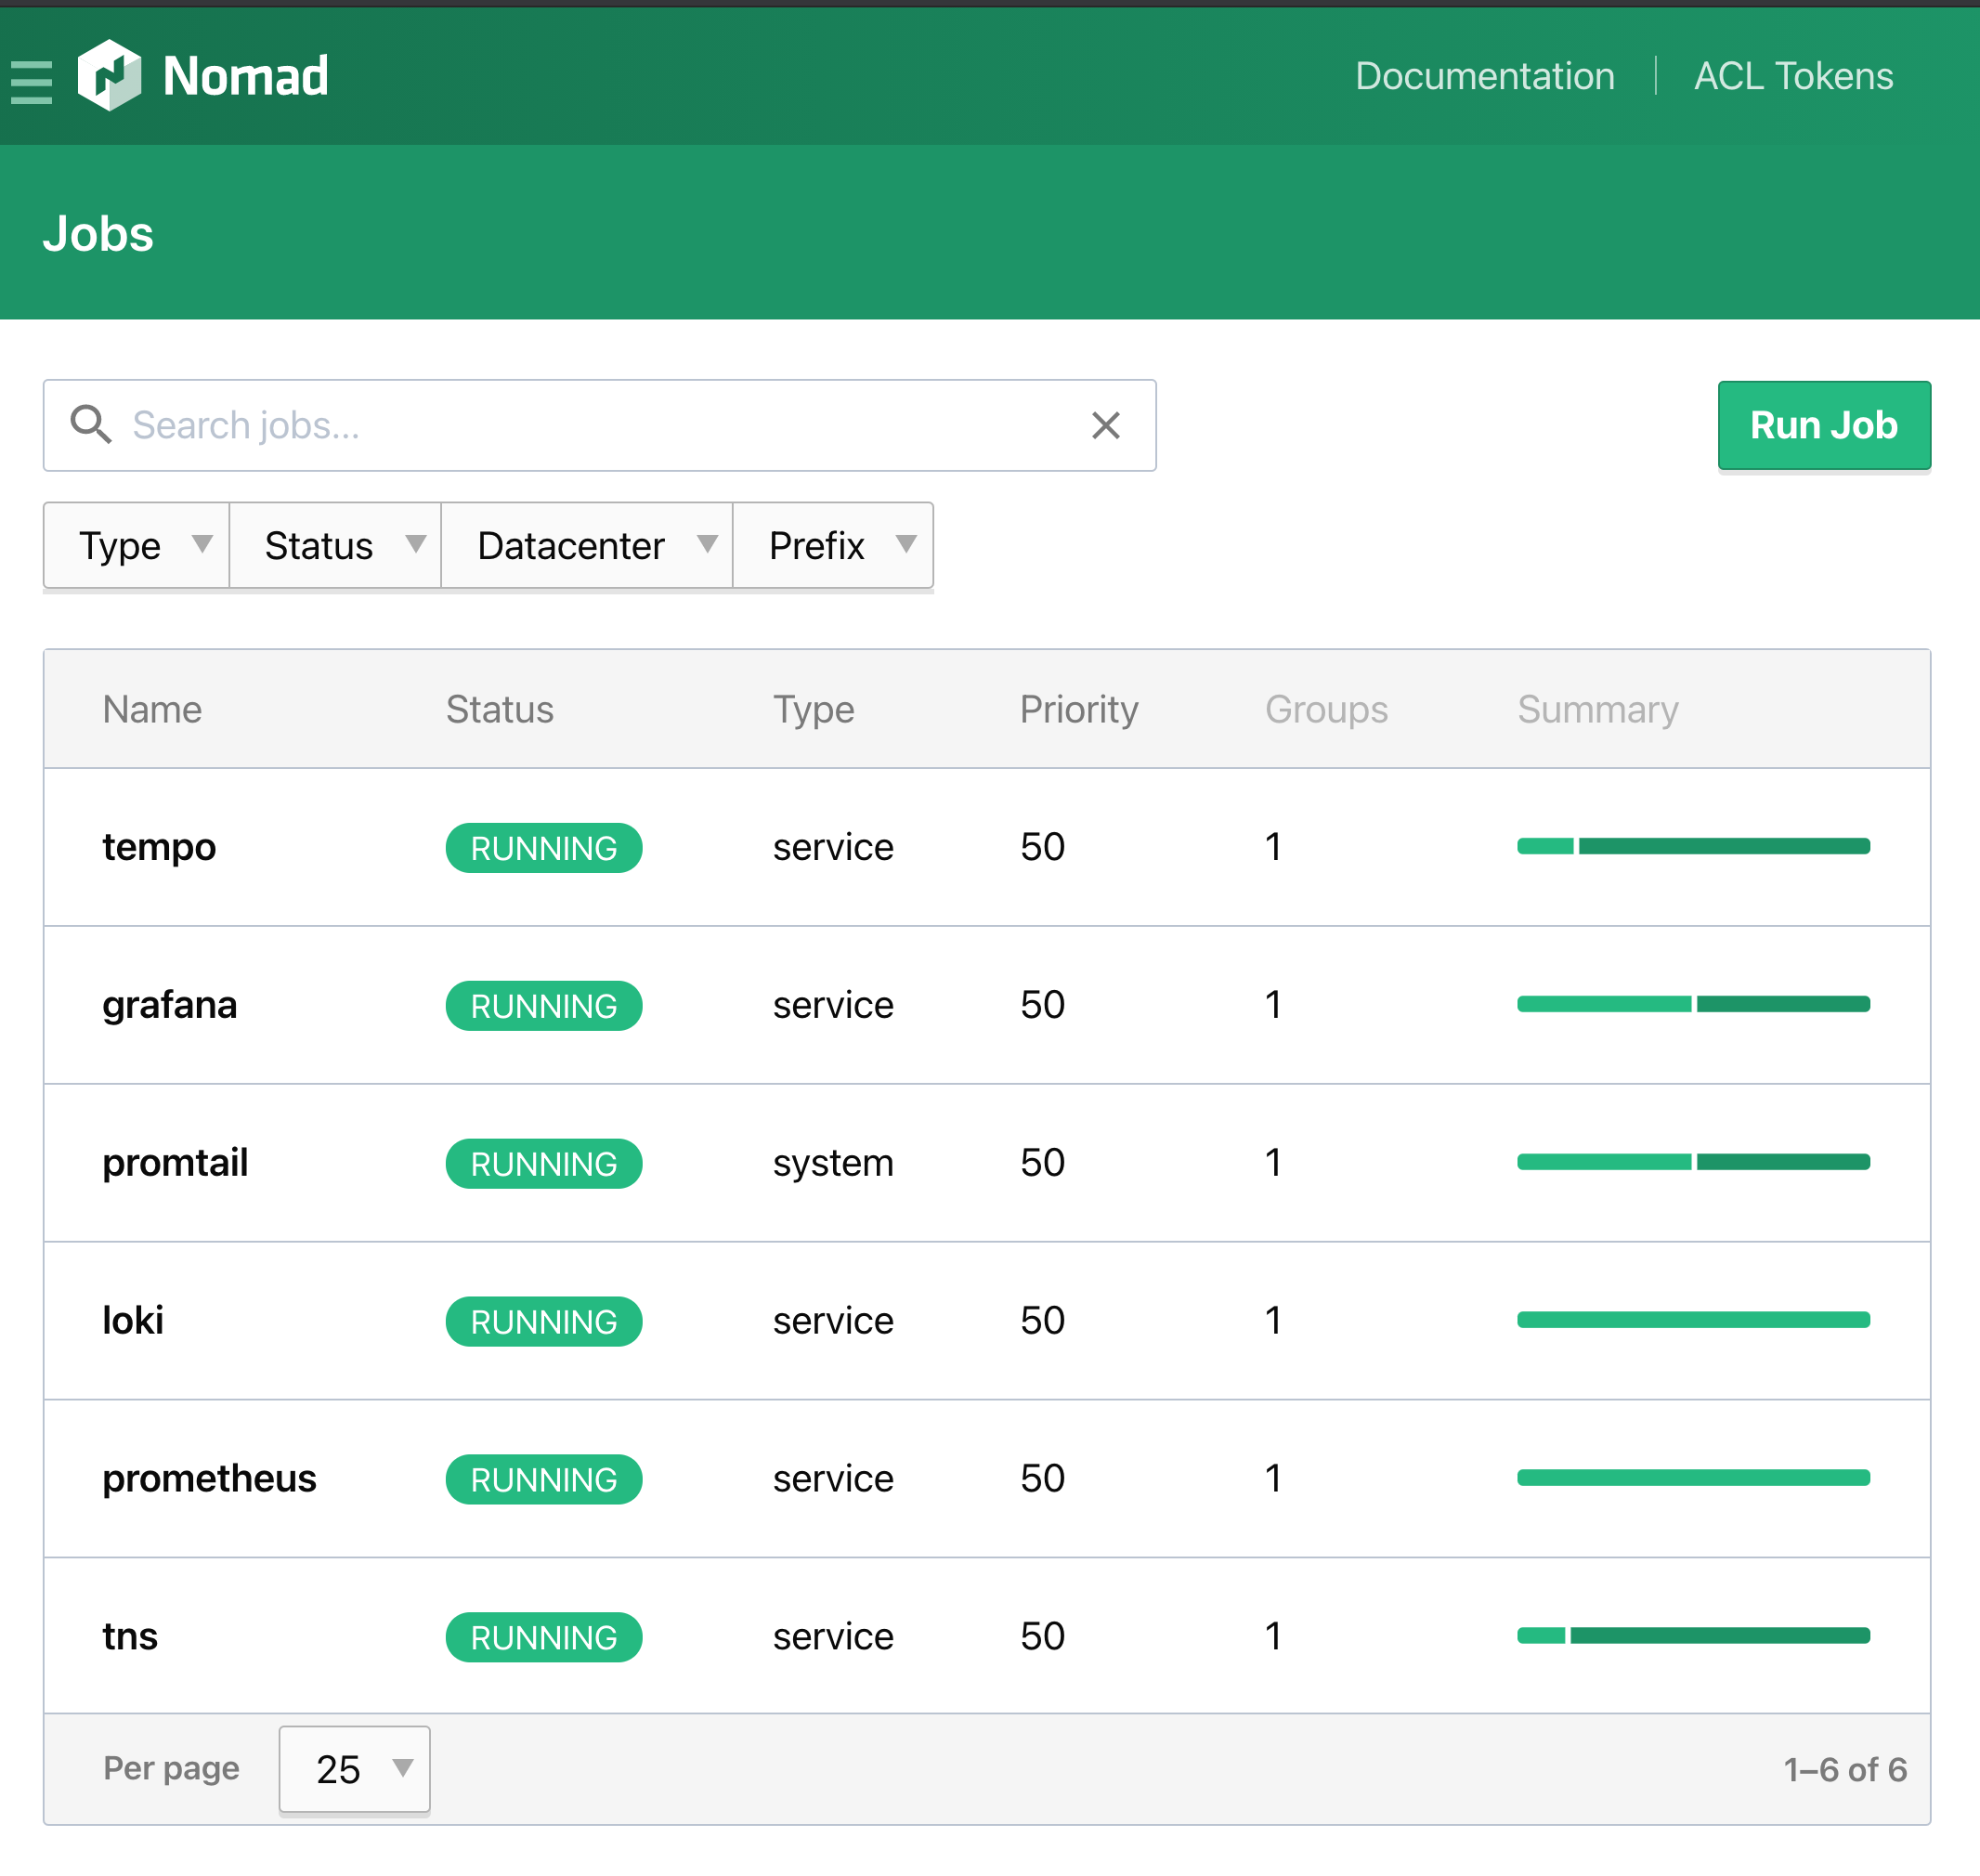 Nomad Documentation ACL Tokens
Jobs
Search jobs... Run Job
Type Status Datacenter Prefix
Name Status Type Priority Groups Summary
tempo RUNNING service 50 1
grafana RUNNING service 50 1
promtail RUNNING system 50 1
loki RUNNING service 50 1
prometheus RUNNING service 50 1
tns RUNNING service 50 1
Per page 25 1–6 of 6